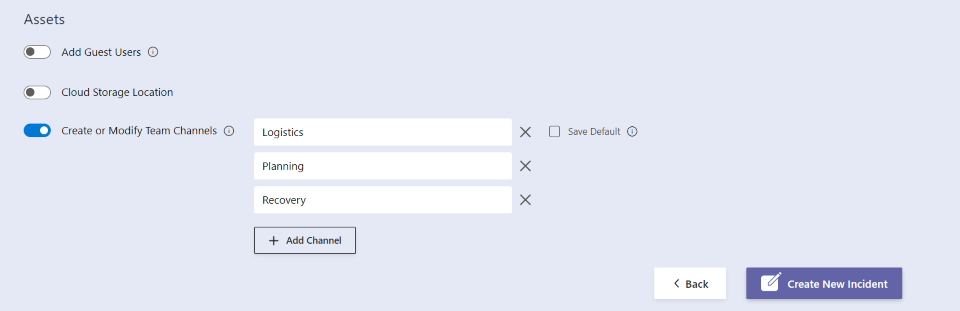 Assets
Add Guest Users
Cloud Storage Location
Create or Modify Team Channels
Logistics
Save Default
Planning
Recovery
Add Channel
Back
Create New Incident